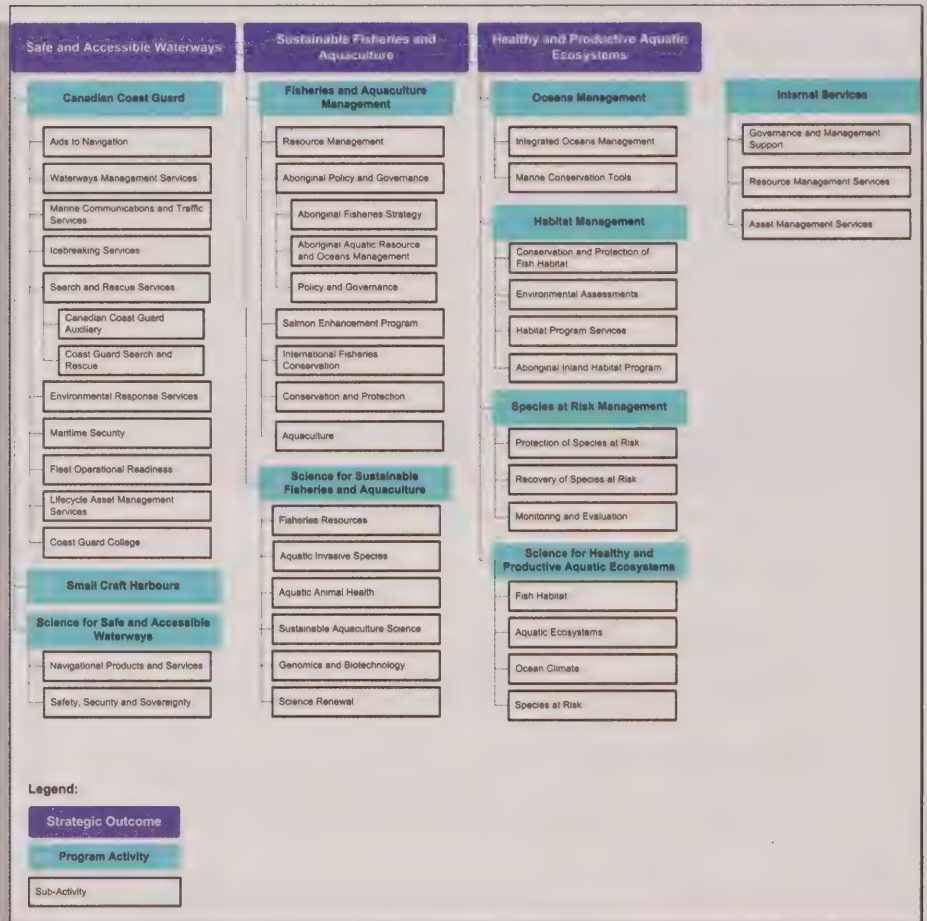 Safe and Accessible Waterways
Canadian Coast Guard
Aids to Navigation
Waterways Management Services
Marine Communications and Traffic
Services
Icebreaking Services
Search and Rescue Services
Canadian Coast Guard
Auxiliary
Coast Guard Search and
Rescue
Environmental Response Services
Maritime Security
Fleet Operational Readiness
Lifecycle Asset Management
Services
Coast Guard College
Small Craft Harbours
Science for Safe and Accessible
Waterways
Navigational Products and Services
Safety, Security and Sovereignty
Sustainable Fisheries and
Aquaculture
Fisheries and Aquaculture
Management
Resource Management
Aboriginal Policy and Governance
Aboriginal Fisheries Strategy
Aboriginal Aquatic Resource
and Oceans Management
Policy and Governance
Salmon Enhancement Program
International Fisheries
Conservation
Conservation and Protection
Aquaculture
Science for Sustainable
Fisheries and Aquaculture
Fisheries Resources
Aquatic Invasive Species
Aquatic Animal Health
Sustainable Aquaculture Science
Genomics and Biotechnology
Science Renewal
Healthy and Productive Aquatic
Ecosystems
Oceans Management
Integrated Oceans Management
Marine Conservation Tools
Habitat Management
Conservation and Protection of
Fish Habitat
Environmental Assessments
Habitat Program Services
Aboriginal Inland Habitat Program
Species at Risk Management
Protection of Species at Risk
Recovery of Species at Risk
Monitoring and Evaluation
Science for Healthy and
Productive Aquatic Ecosystems
Fish Habitat
Aquatic Ecosystems
Ocean Climate
Species at Risk
Internal Services
Governance and Management
Support
Resource Management Services
Asset Management Services
Legend:
Strategic Outcome
Program Activity
Sub-Activity